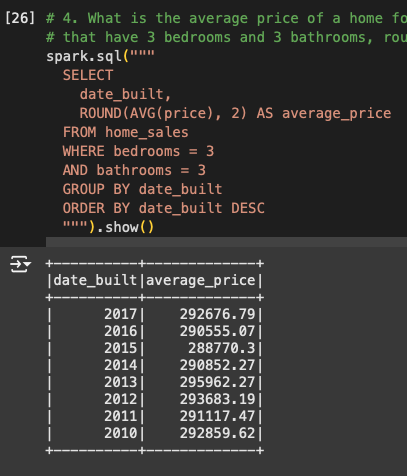 [26] # 4. What is the average price of a home fo
# that have 3 bedrooms and 3 bathrooms, rou
spark.sql("""
SELECT
date_built,
ROUND(AVG(price), 2) AS average_price
FROM home_sales
WHERE bedrooms = 3
AND bathrooms = 3
GROUP BY date_built
ORDER BY date_built DESC
""").show()
+----------+-------------+
|date_built|average_price|
+----------+-------------+
|      2017|    292676.79|
|      2016|    290555.07|
|      2015|     288770.3|
|      2014|    290852.27|
|      2013|    295962.27|
|      2012|    293683.19|
|      2011|    291117.47|
|      2010|    292859.62|
+----------+-------------+